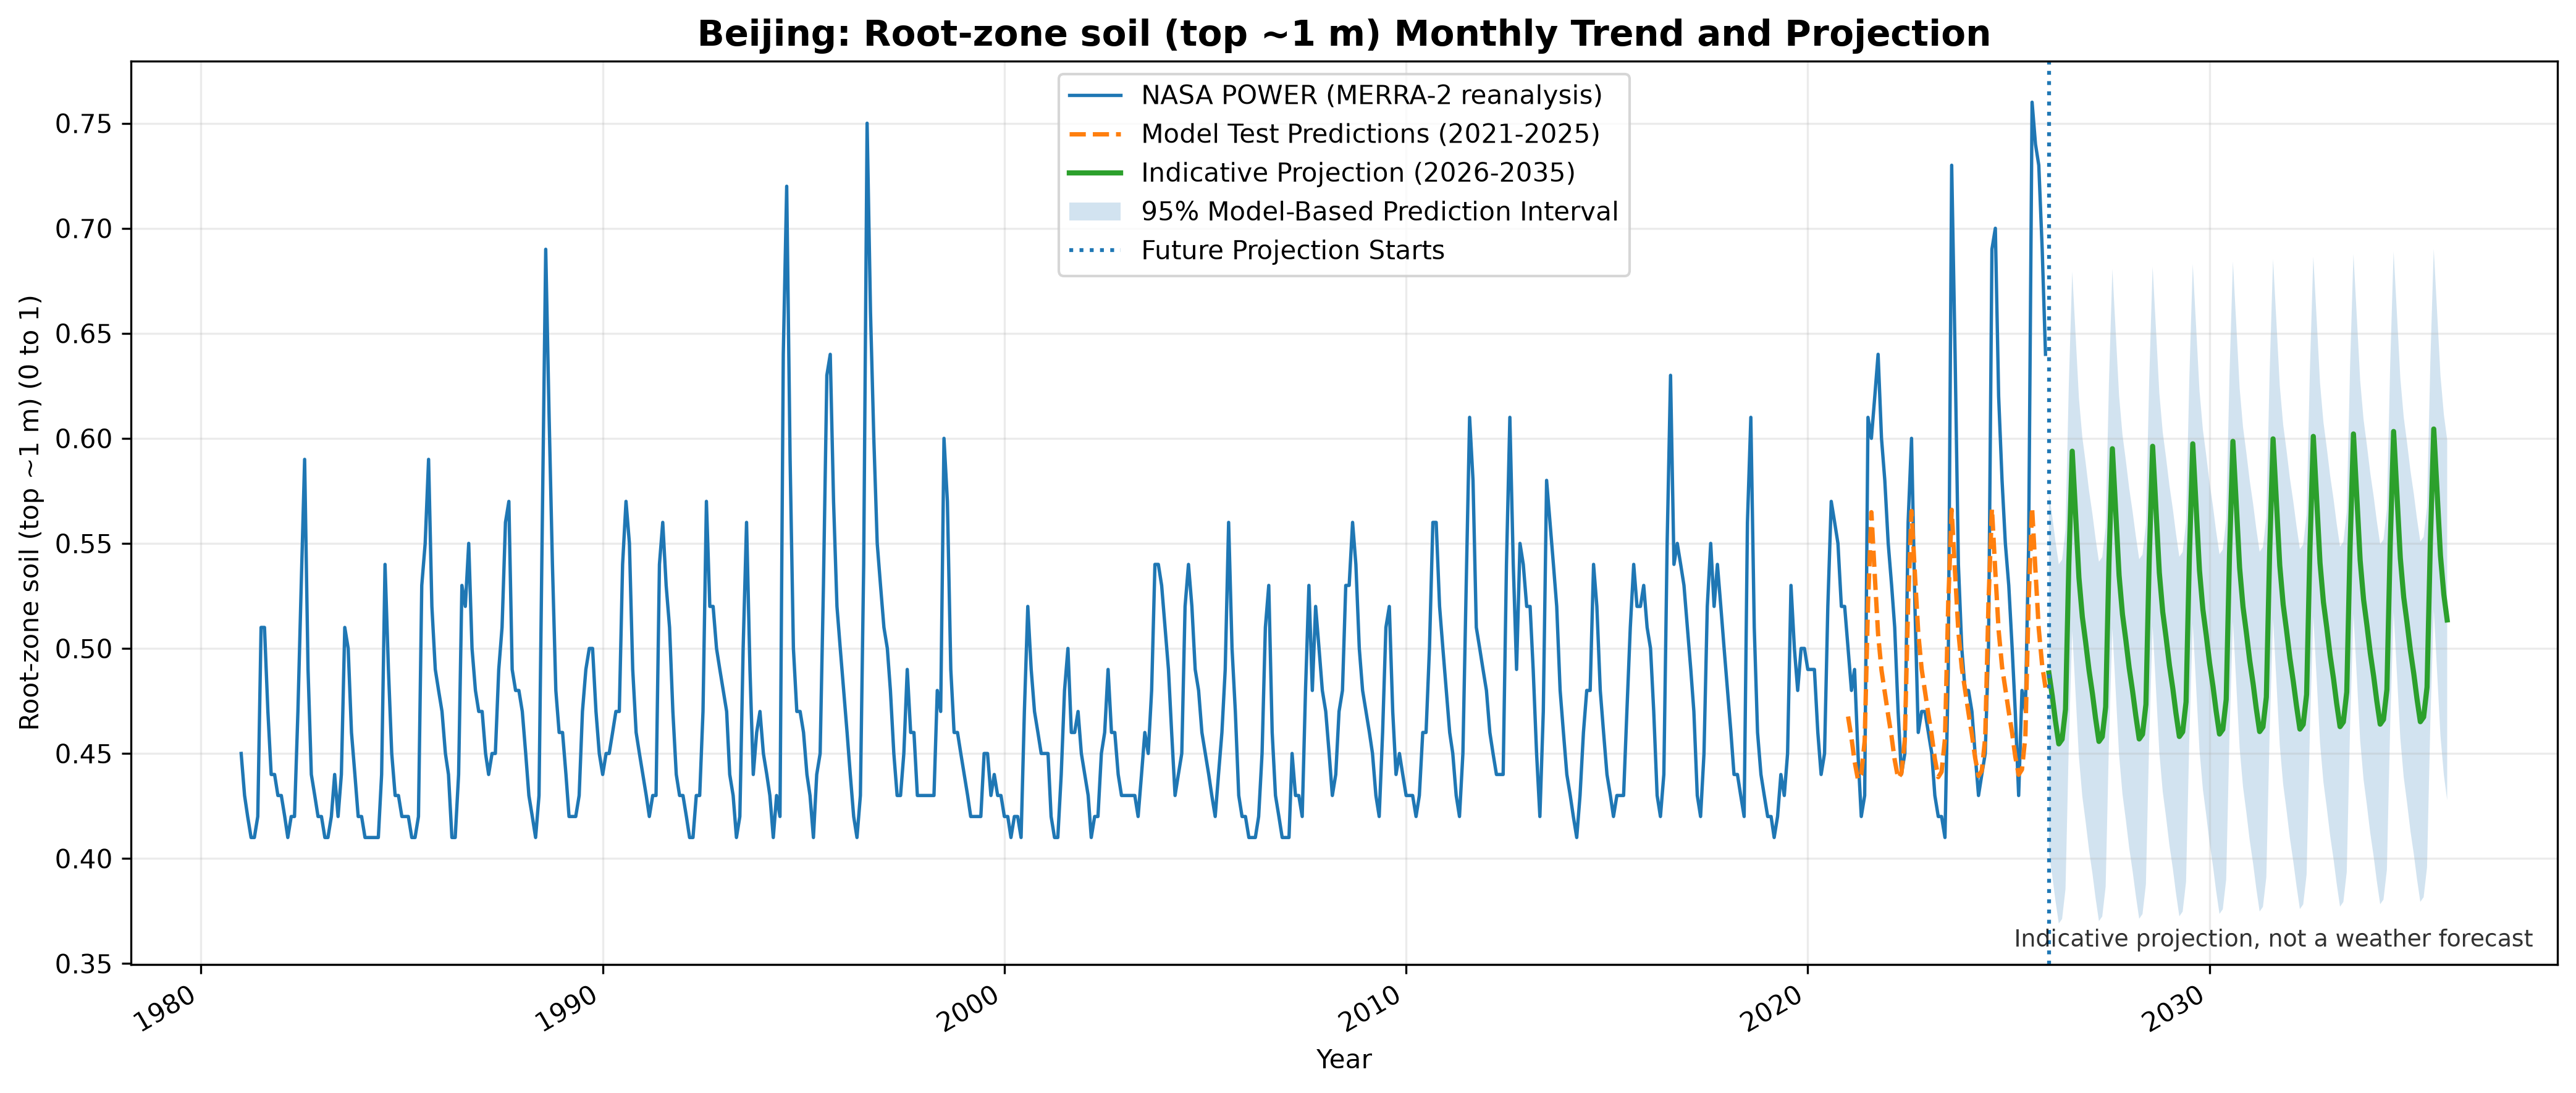 Beijing: Root-zone soil (top ~1 m) Monthly Trend and Projection
NASA POWER (MERRA-2 reanalysis)
Model Test Predictions (2021-2025)
Indicative Projection (2026-2035)
95% Model-Based Prediction Interval
Future Projection Starts
Root-zone soil (top ~1 m) (0 to 1)
0.75
0.70
0.65
0.60
0.55
0.50
0.45
0.40
0.35
Indicative projection, not a weather forecast
1980
1990
2000
2010
2020
2030
Year